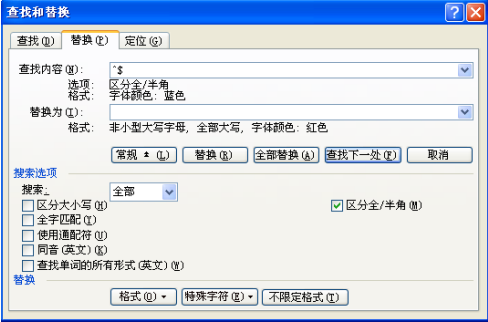 查找和替换
查找(D) 替换(P) 定位(G)
查找内容(N): ^$
选项: 区分全/半角
格式: 字体颜色: 蓝色
替换为(I):
格式: 非小型大写字母, 全部大写, 字体颜色: 红色
常规 (L) 替换(R) 全部替换(A) 查找下一处(F) 取消
搜索选项
搜索: 全部
区分大小写(H) 区分全/半角(M)
全字匹配(Y)
使用通配符(U)
同音(英文)(K)
查找单词的所有形式(英文)(W)
替换
格式(O) 特殊字符(E) 不限定格式(T)